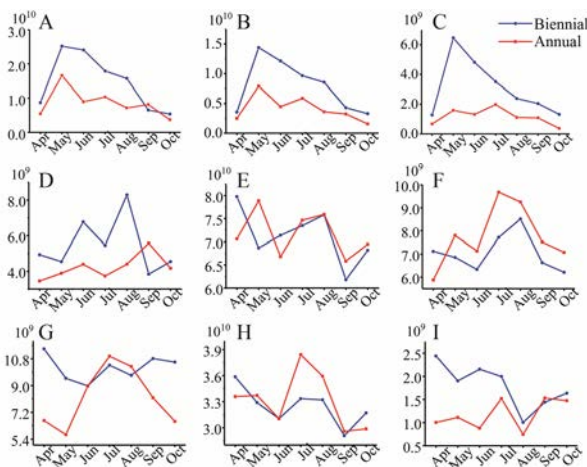 A
B
C
Biennial
Annual
10^10
10^10
10^9
3.0
2.0
1.0
0.0
1.5
1.0
0.5
0.0
6.0
4.0
2.0
0.0
Apr May Jun Jul Aug Sep Oct
Apr May Jun Jul Aug Sep Oct
Apr May Jun Jul Aug Sep Oct
D
E
F
10^9
10^10
10^9
8.0
6.0
4.0
8.0
7.5
7.0
6.5
6.0
10.0
9.0
8.0
7.0
6.0
Apr May Jun Jul Aug Sep Oct
Apr May Jun Jul Aug Sep Oct
Apr May Jun Jul Aug Sep Oct
G
H
I
10^9
10^10
10^9
10.8
9.0
7.2
5.4
3.9
3.6
3.3
3.0
2.5
2.0
1.5
1.0
0.5
Apr May Jun Jul Aug Sep Oct
Apr May Jun Jul Aug Sep Oct
Apr May Jun Jul Aug Sep Oct